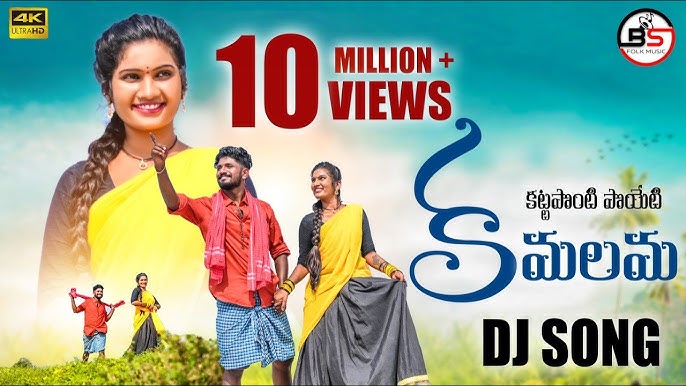 4K
ULTRA HD
10 MILLION +
VIEWS
BS
FOLK MUSIC
కట్టపొంటి పొయేటి
కమలమ
DJ SONG